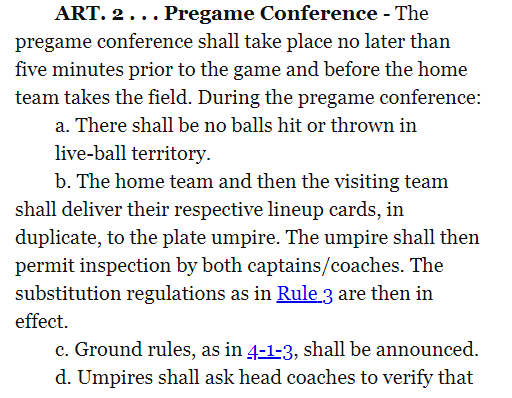 ART. 2 . . . Pregame Conference - The
pregame conference shall take place no later than
five minutes prior to the game and before the home
team takes the field. During the pregame conference:
a. There shall be no balls hit or thrown in
live-ball territory.
b. The home team and then the visiting team
shall deliver their respective lineup cards, in
duplicate, to the plate umpire. The umpire shall then
permit inspection by both captains/coaches. The
substitution regulations as in Rule 3 are then in
effect.
c. Ground rules, as in 4-1-3, shall be announced.
d. Umpires shall ask head coaches to verify that